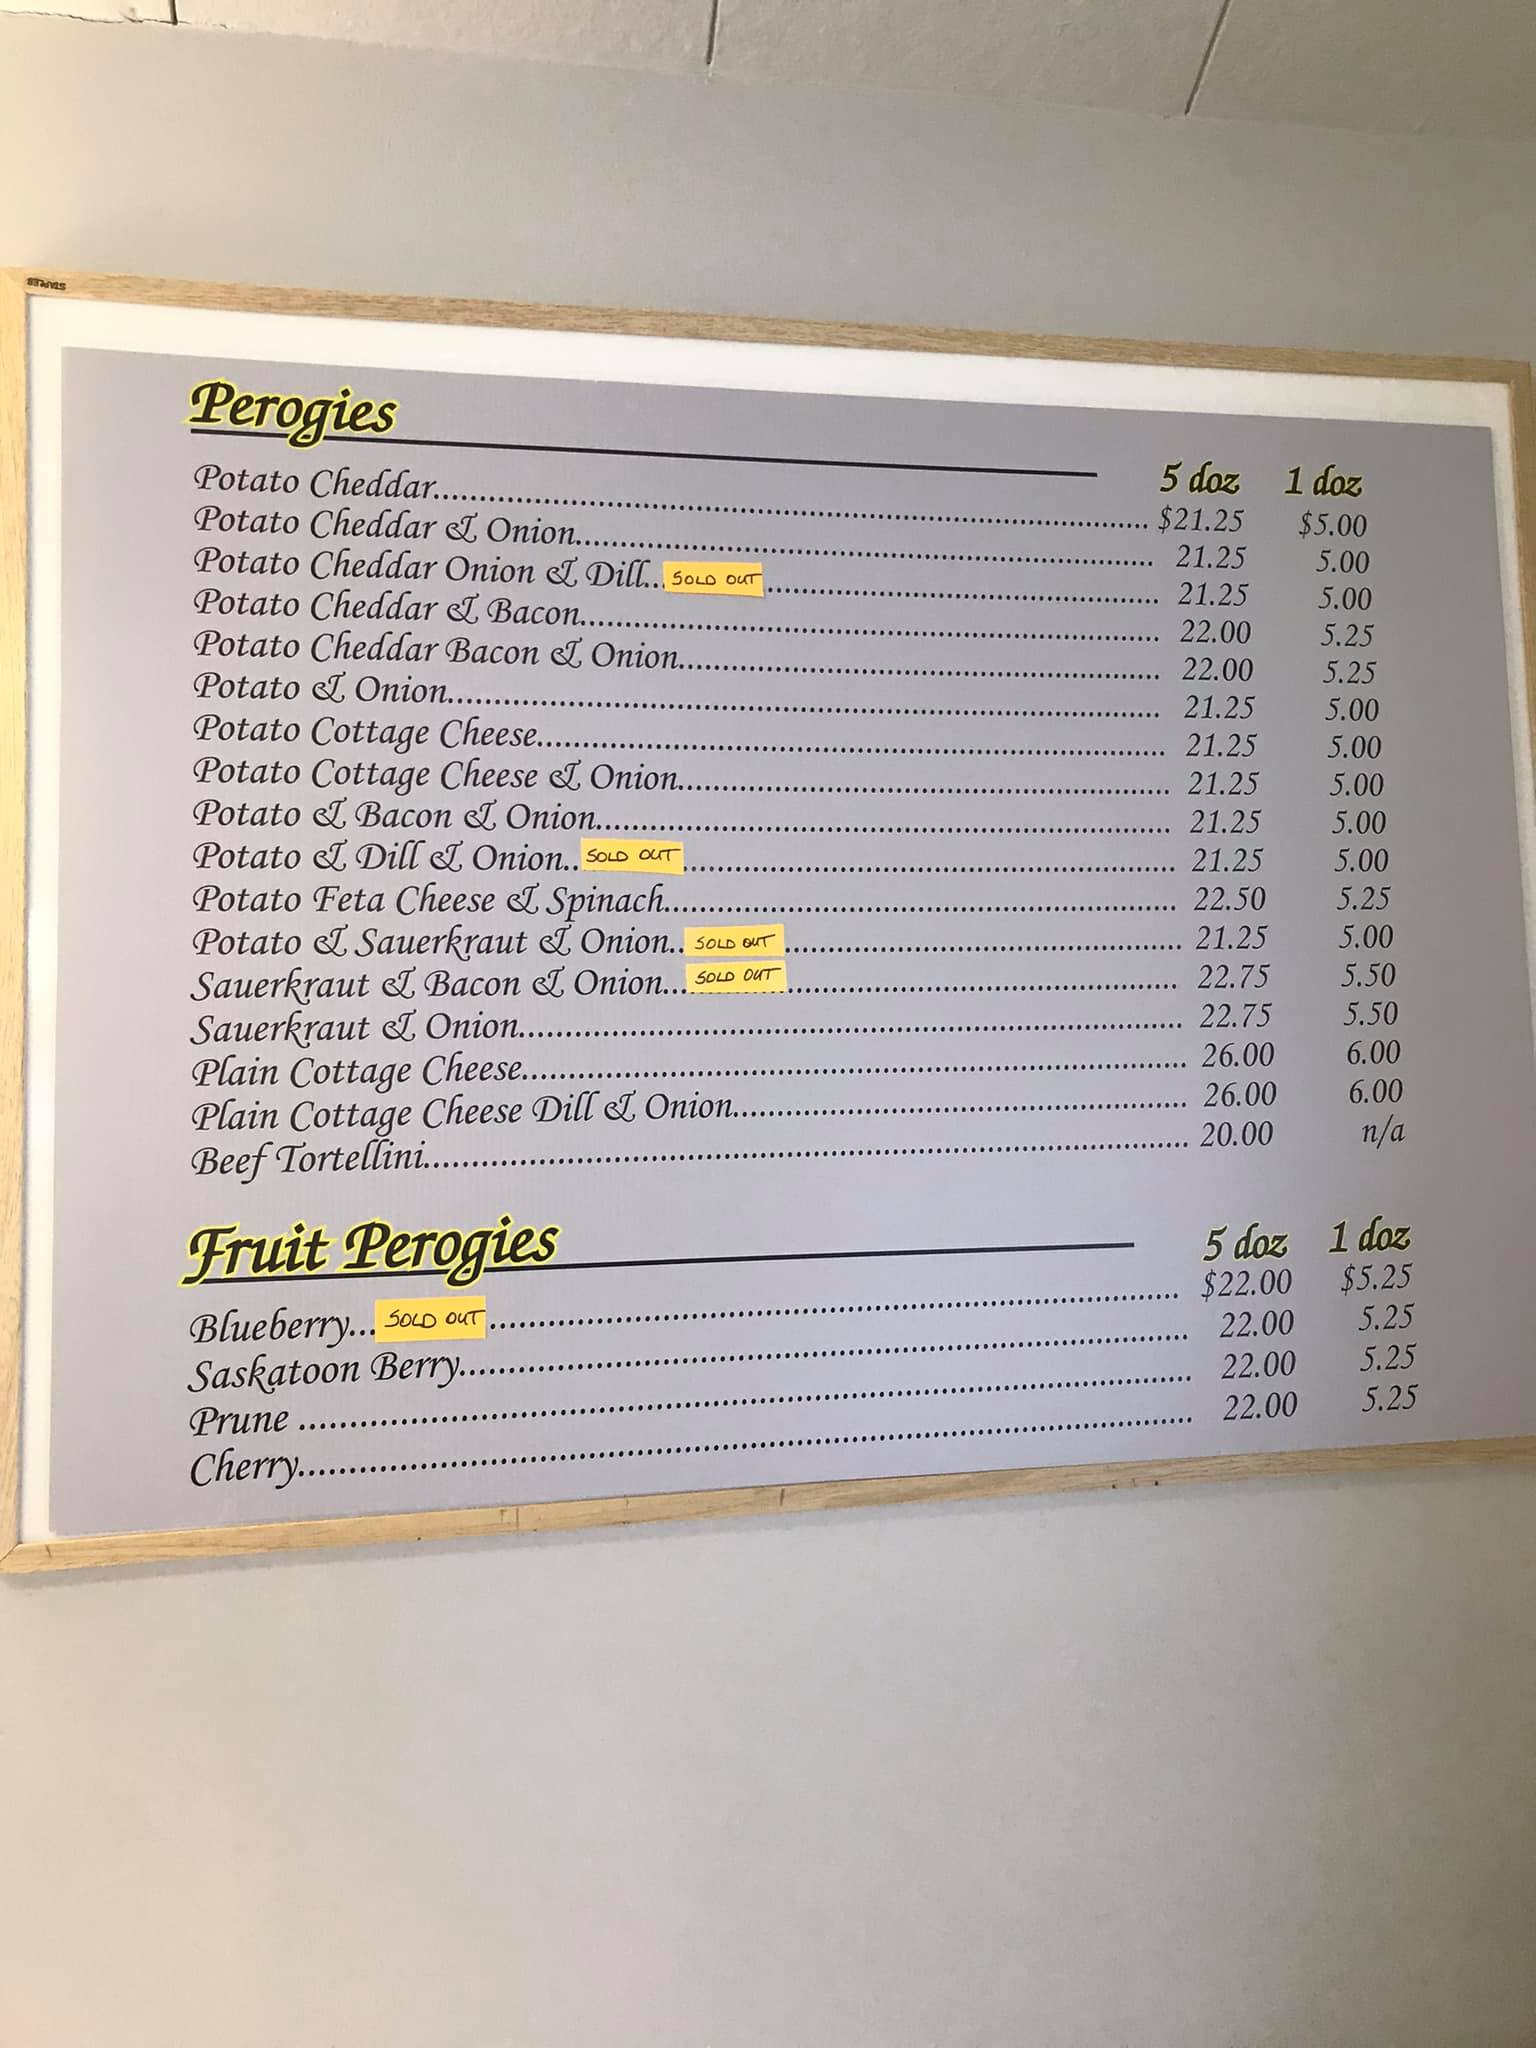 STAPLES
Perogies
5 doz 1 doz
Potato Cheddar........ $21.25 $5.00
Potato Cheddar & Onion........ 21.25 5.00
Potato Cheddar Onion & Dill... SOLD OUT ........ 21.25 5.00
Potato Cheddar & Bacon........ 22.00 5.25
Potato Cheddar Bacon & Onion........ 22.00 5.25
Potato & Onion........ 21.25 5.00
Potato Cottage Cheese........ 21.25 5.00
Potato Cottage Cheese & Onion........ 21.25 5.00
Potato & Bacon & Onion........ 21.25 5.00
Potato & Dill & Onion.. SOLD OUT ........ 21.25 5.00
Potato Feta Cheese & Spinach........ 22.50 5.25
Potato & Sauerkraut & Onion.. SOLD OUT ........ 21.25 5.00
Sauerkraut & Bacon & Onion... SOLD OUT ........ 22.75 5.50
Sauerkraut & Onion........ 22.75 5.50
Plain Cottage Cheese........ 26.00 6.00
Plain Cottage Cheese Dill & Onion........ 26.00 6.00
Beef Tortellini........ 20.00 n/a
Fruit Perogies 5 doz 1 doz
Blueberry... SOLD OUT ........ $22.00 $5.25
Saskatoon Berry........ 22.00 5.25
Prune ........ 22.00 5.25
Cherry........ 22.00 5.25